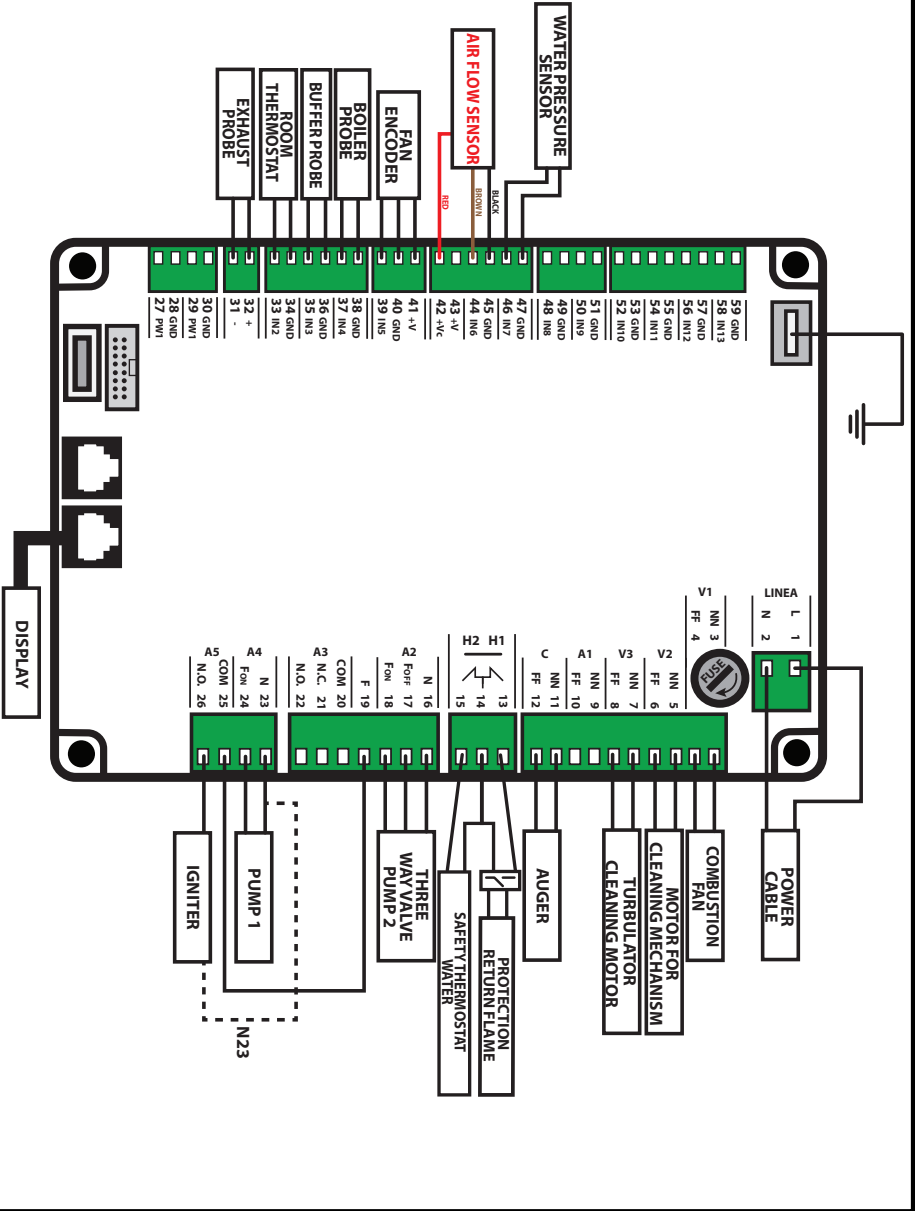 WATER PRESSURE
SENSOR
AIR FLOW SENSOR
FAN
ENCODER
BOILER
PROBE
BUFFER PROBE
ROOM
THERMOSTAT
EXHAUST
PROBE
BLACK
BROWN
RED
59 GND
58 IN13
57 GND
56 IN12
55 GND
54 IN11
53 GND
52 IN10
51 GND
50 IN9
49 GND
48 IN8
47 GND
46 IN7
45 GND
44 IN6
43 +V
42 +Vc
41 +V
40 GND
39 IN5
38 GND
37 IN4
36 GND
35 IN3
34 GND
33 IN2
32 +
31 -
30 GND
29 PW1
28 GND
27 PW1
DISPLAY
LINEA
L 1
N 2
V1
NN 3
FF 4
FUSE
V2
NN 5
FF 6
V3
NN 7
FF 8
A1
NN 9
FF 10
C
NN 11
FF 12
H2 H1
13
14
15
A2
N 16
FOFF 17
FON 18
F 19
A3
COM 20
N.C. 21
N.O. 22
A4
N 23
FON 24
A5
COM 25
N.O. 26
POWER
CABLE
COMBUSTION
FAN
MOTOR FOR
CLEANING MECHANISM
TURBULATOR
CLEANING MOTOR
AUGER
PROTECTION
RETURN FLAME
SAFETY THERMOSTAT
WATER
THREE
WAY VALVE
PUMP 2
PUMP 1
IGNITER
N23